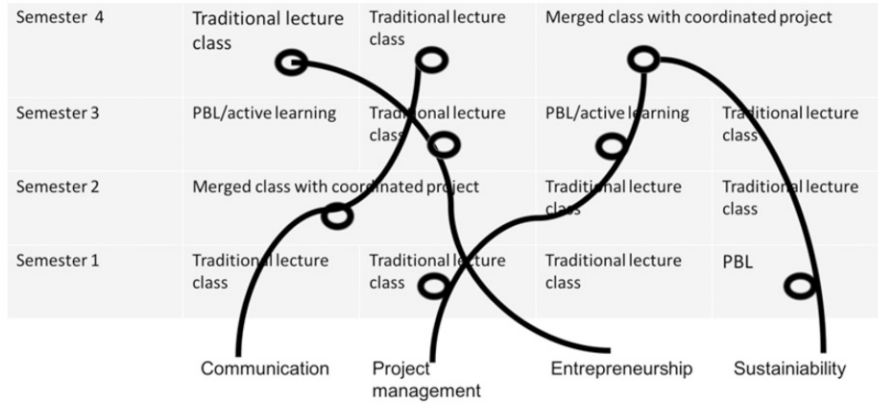 Semester 4
Traditional lecture
class
Traditional lecture
class
Merged class with coordinated project
Semester 3
PBL/active learning
Traditional lecture
class
PBL/active learning
Traditional lecture
class
Semester 2
Merged class with coordinated project
Traditional lecture
class
Traditional lecture
class
Semester 1
Traditional lecture
class
Traditional lecture
class
Traditional lecture
class
PBL
Communication
Project
management
Entrepreneurship
Sustainiability